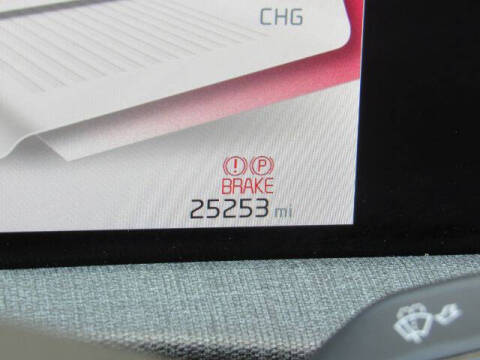 CHG
(!) (P)
BRAKE
25253 mi